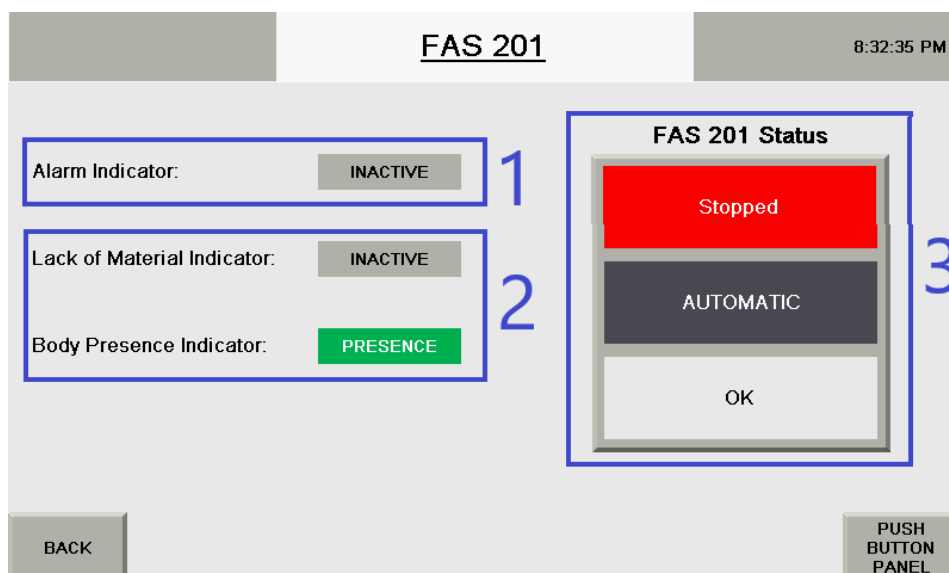 FAS 201
8:32:35 PM
Alarm Indicator: INACTIVE
1
Lack of Material Indicator: INACTIVE
Body Presence Indicator: PRESENCE
2
FAS 201 Status
Stopped
AUTOMATIC
OK
3
BACK
PUSH
BUTTON
PANEL